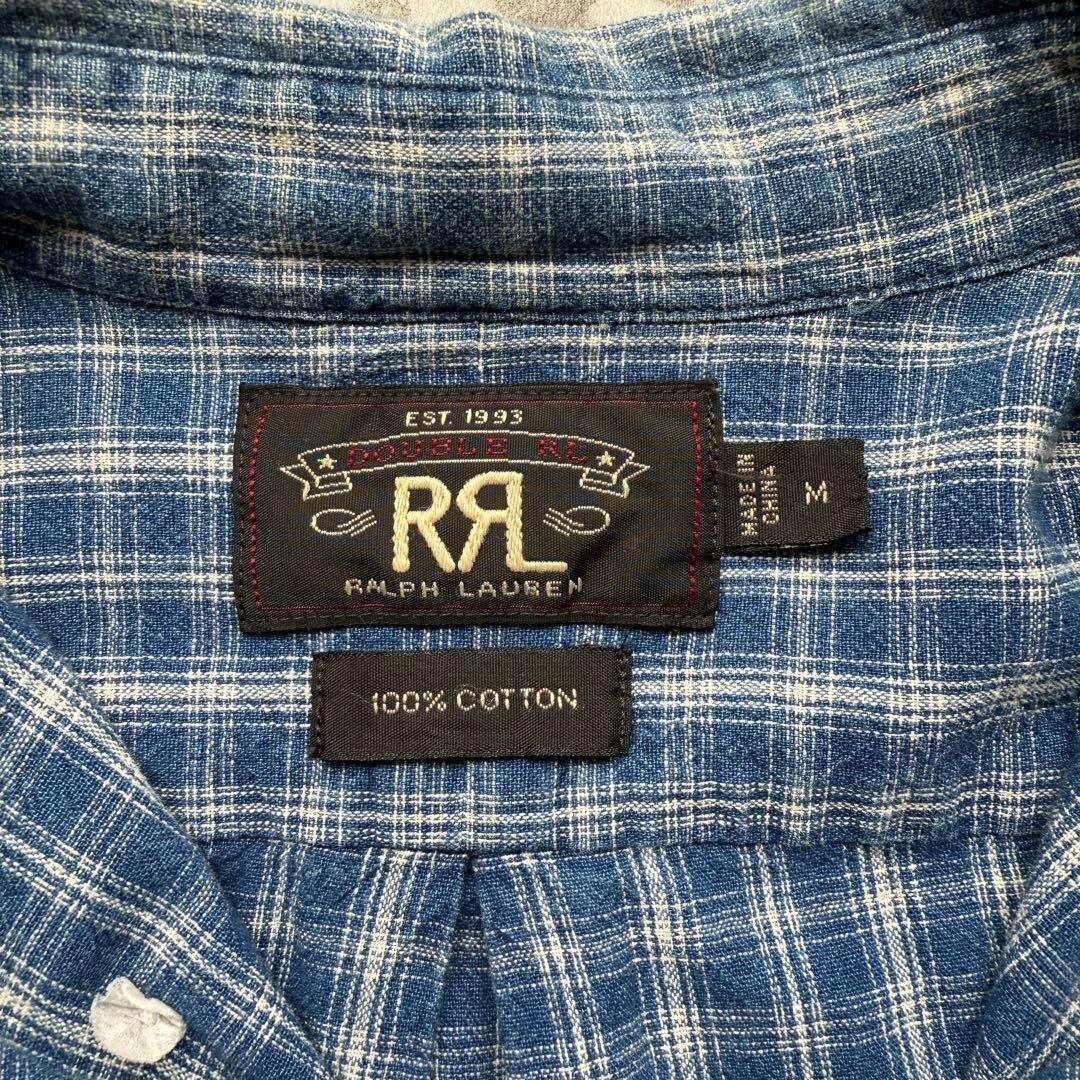 EST. 1993
DOUBLE RL
RRL
RALPH LAUREN
MADE IN
CHINA
M
100% COTTON